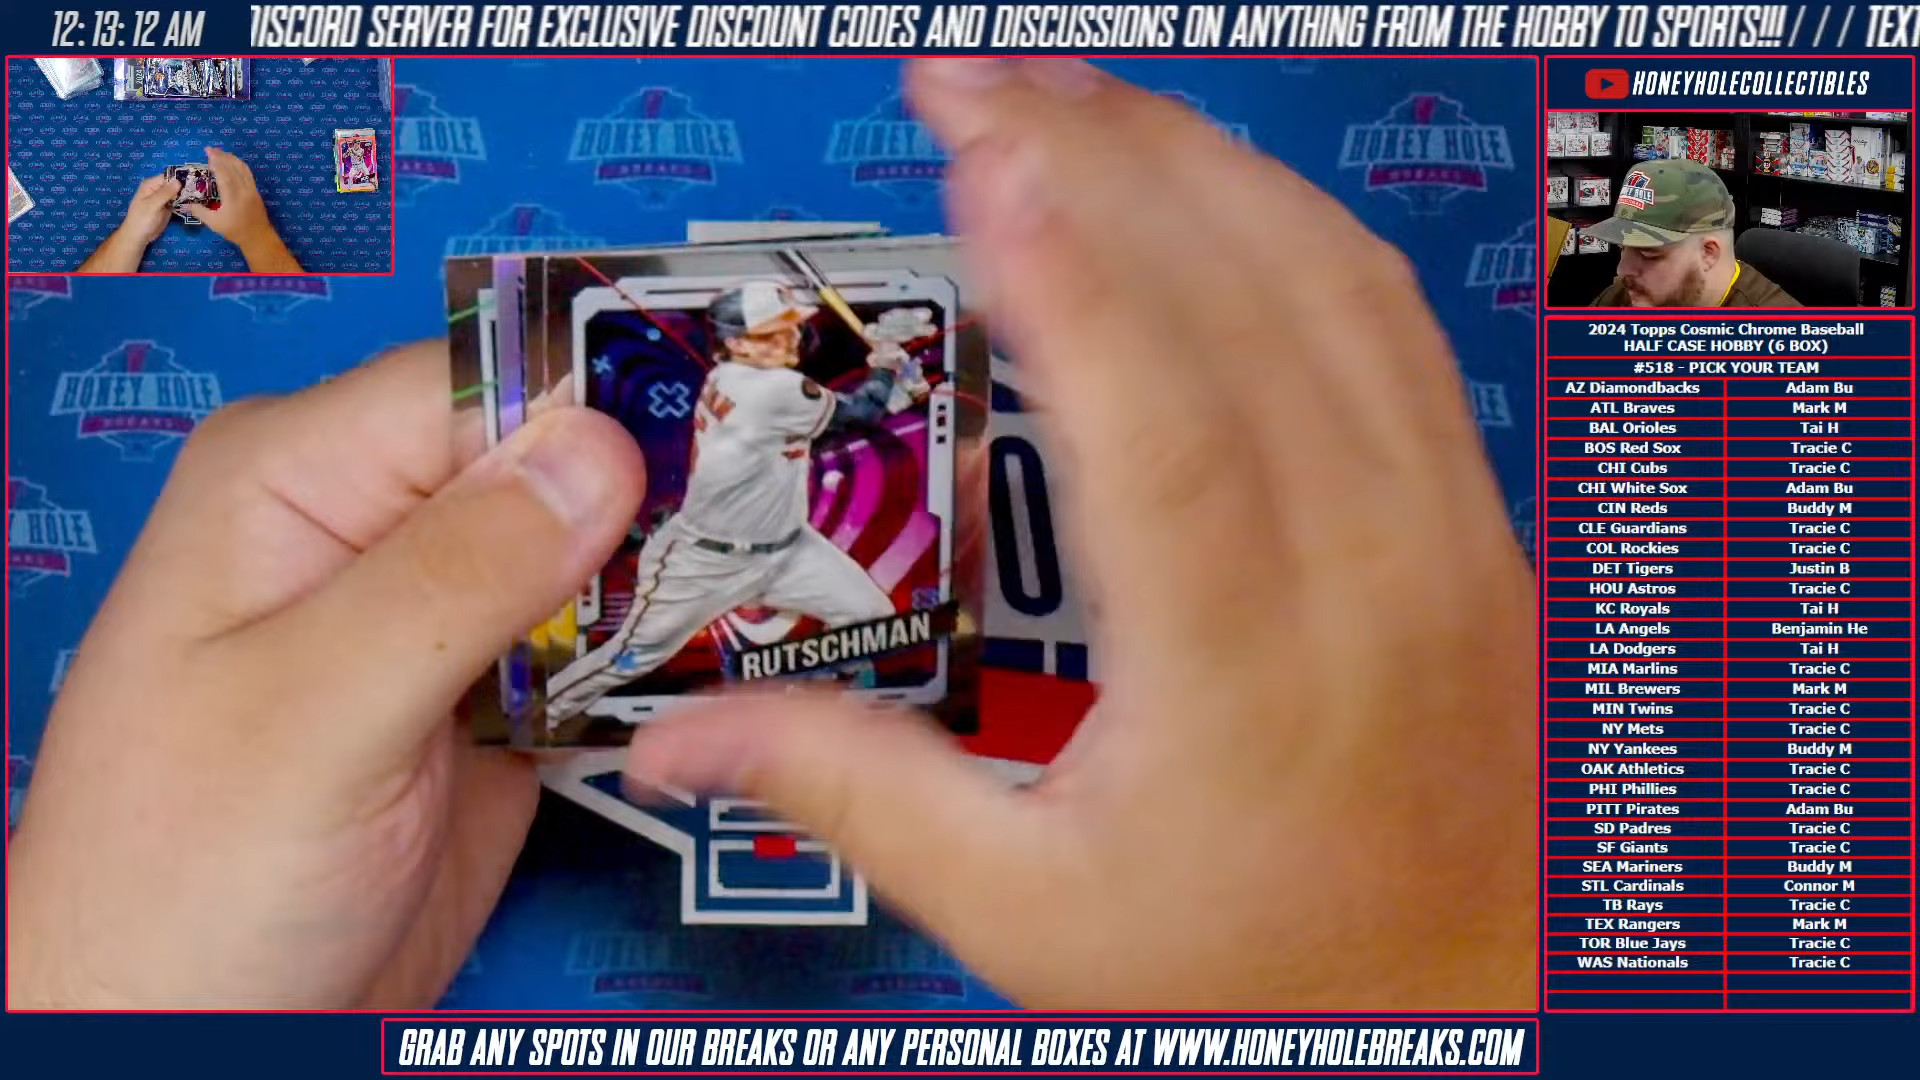 12:13:12 AM
DISCORD SERVER FOR EXCLUSIVE DISCOUNT CODES AND DISCUSSIONS ON ANYTHING FROM THE HOBBY TO SPORTS!!! / / / TEXT
HONEYHOLECOLLECTIBLES
HONEY HOLE
BREAKS
RUTSCHMAN
2024 Topps Cosmic Chrome Baseball
HALF CASE HOBBY (6 BOX)
#518 - PICK YOUR TEAM
AZ Diamondbacks Adam Bu
ATL Braves Mark M
BAL Orioles Tai H
BOS Red Sox Tracie C
CHI Cubs Tracie C
CHI White Sox Adam Bu
CIN Reds Buddy M
CLE Guardians Tracie C
COL Rockies Tracie C
DET Tigers Justin B
HOU Astros Tracie C
KC Royals Tai H
LA Angels Benjamin He
LA Dodgers Tai H
MIA Marlins Tracie C
MIL Brewers Mark M
MIN Twins Tracie C
NY Mets Tracie C
NY Yankees Buddy M
OAK Athletics Tracie C
PHI Phillies Tracie C
PITT Pirates Adam Bu
SD Padres Tracie C
SF Giants Tracie C
SEA Mariners Buddy M
STL Cardinals Connor M
TB Rays Tracie C
TEX Rangers Mark M
TOR Blue Jays Tracie C
WAS Nationals Tracie C
GRAB ANY SPOTS IN OUR BREAKS OR ANY PERSONAL BOXES AT WWW.HONEYHOLEBREAKS.COM